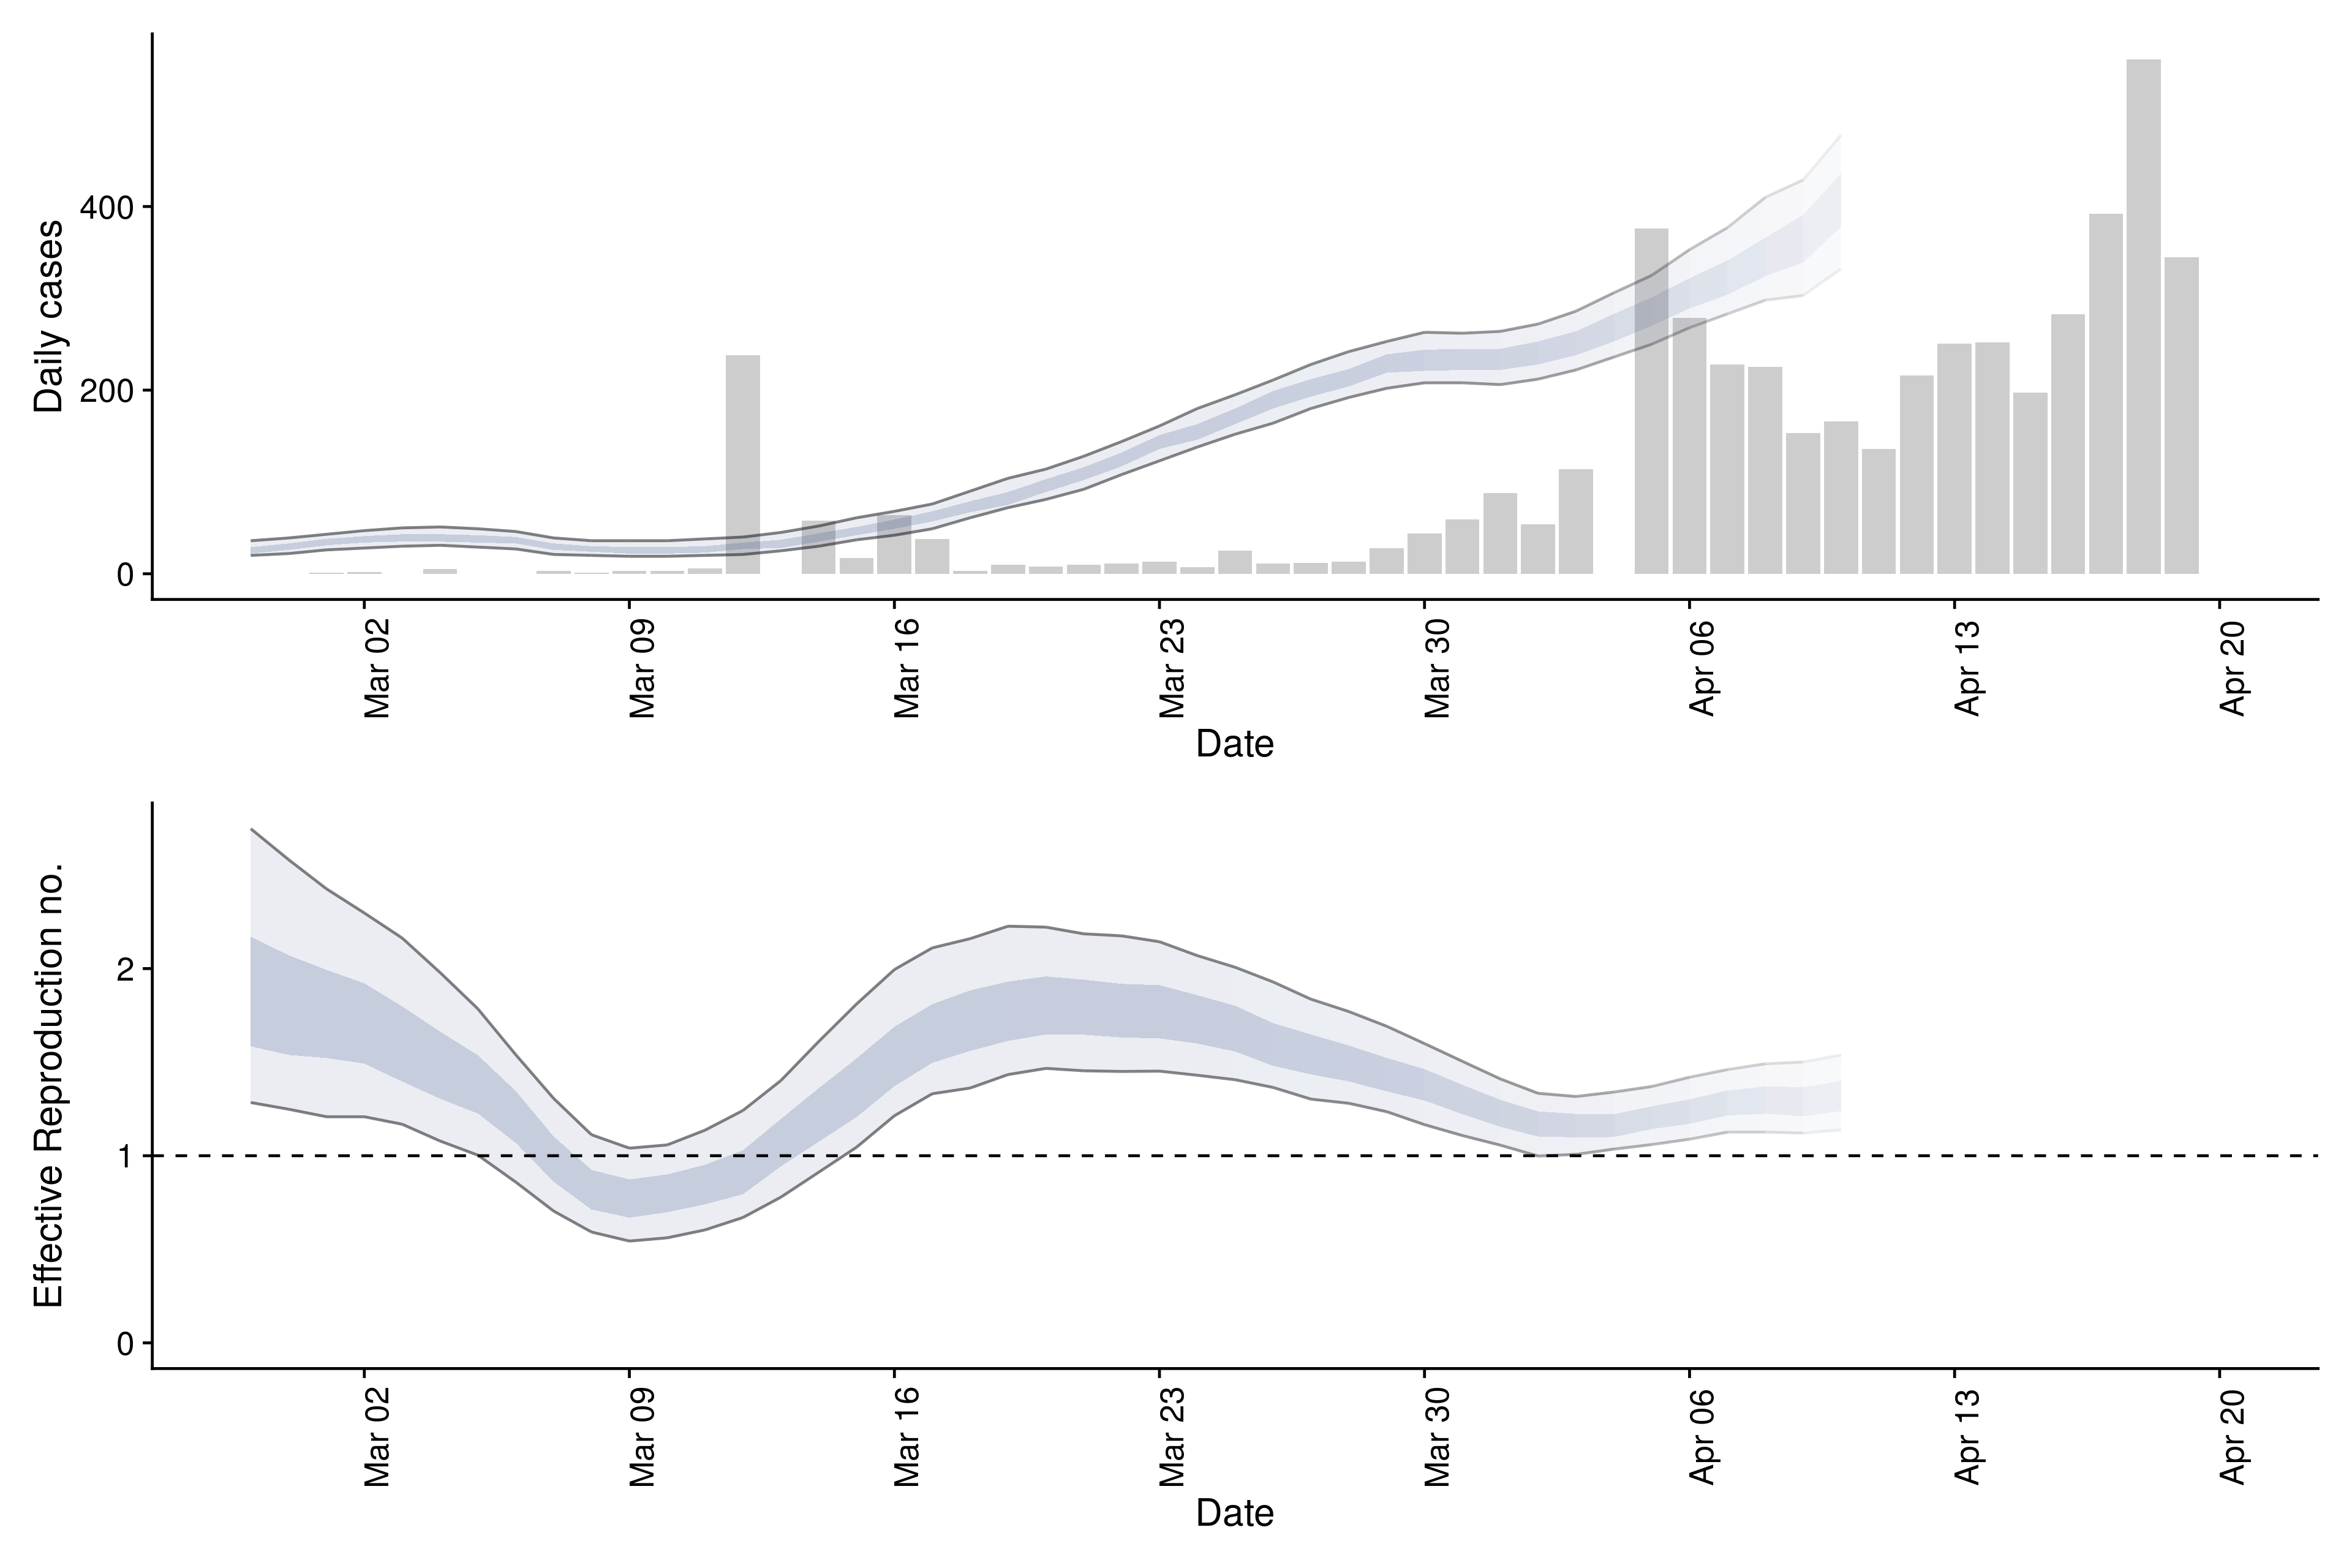 Daily cases
400
200
0
Mar 02
Mar 09
Mar 16
Mar 23
Mar 30
Apr 06
Apr 13
Apr 20
Date
Effective Reproduction no.
2
1
0
Mar 02
Mar 09
Mar 16
Mar 23
Mar 30
Apr 06
Apr 13
Apr 20
Date